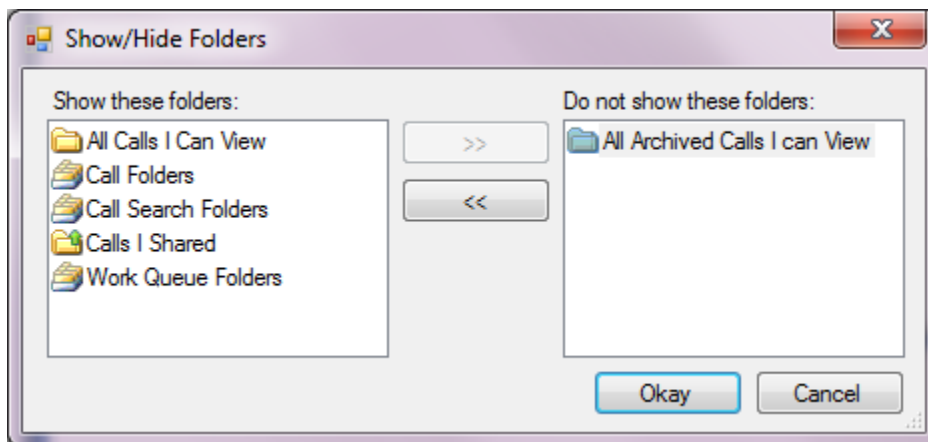 Show/Hide Folders
Show these folders:
All Calls I Can View
Call Folders
Call Search Folders
Calls I Shared
Work Queue Folders
>>
<<
Do not show these folders:
All Archived Calls I can View
Okay
Cancel